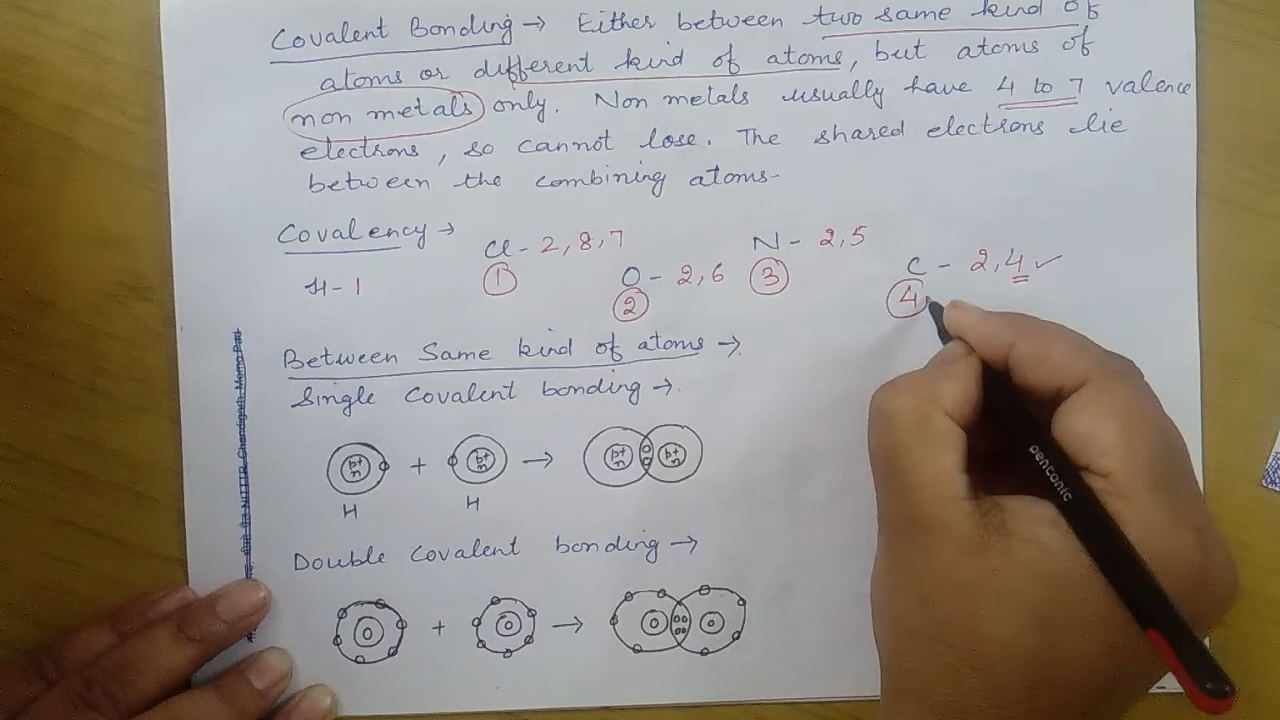 Covalent Bonding → Either between two same kind of
atoms or different kind of atoms, but atoms of
non metals only. Non metals usually have 4 to 7 valence
electrons, so cannot lose. The shared electrons lie
between the combining atoms-
Covalency →
H - 1
Cl - 2, 8, 7
1
O - 2, 6
2
N - 2, 5
3
C - 2, 4 ✓
4
Between Same kind of atoms →
Single Covalent bonding →
p+ n + p+ n → p+ n p+ n
H H
Double Covalent bonding →
O + O → O O
pentonic